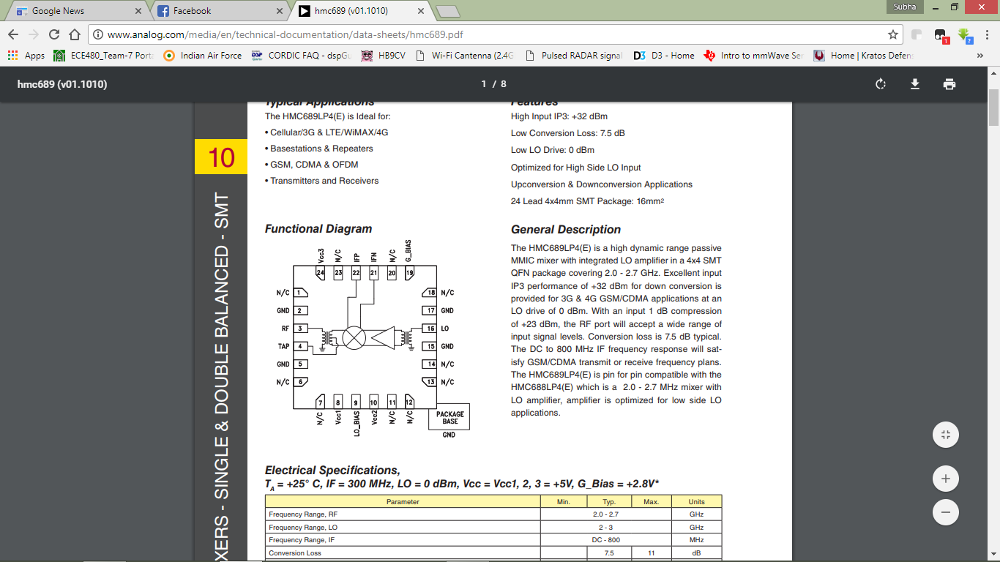 Google News
Facebook
hmc689 (v01.1010)
Subha
www.analog.com/media/en/technical-documentation/data-sheets/hmc689.pdf
Apps
ECE480_Team-7 Porta
Indian Air Force
DSP
CORDIC FAQ - dspGu
HB9CV
Wi-Fi Cantenna (2.4G
Pulsed RADAR signal
D3
D3 - Home
Intro to mmWave Ser
Home | Kratos Defens
1
?
hmc689 (v01.1010)
1 / 8
Typical Applications
The HMC689LP4(E) is Ideal for:
• Cellular/3G & LTE/WiMAX/4G
• Basestations & Repeaters
• GSM, CDMA & OFDM
• Transmitters and Receivers
Features
High Input IP3: +32 dBm
Low Conversion Loss: 7.5 dB
Low LO Drive: 0 dBm
Optimized for High Side LO Input
Upconversion & Downconversion Applications
24 Lead 4x4mm SMT Package: 16mm2
10
XERS - SINGLE & DOUBLE BALANCED - SMT
Functional Diagram
Vcc3 N/C IFP IFN N/C G_BIAS
24 23 22 21 20 19
N/C 1 18 N/C
GND 2 17 GND
RF 3 16 LO
TAP 4 15 GND
GND 5 14 N/C
N/C 6 13 N/C
7 8 9 10 11 12
N/C Vcc1 LO_BIAS Vcc2 N/C N/C
PACKAGE
BASE
GND
General Description
The HMC689LP4(E) is a high dynamic range passive
MMIC mixer with integrated LO amplifier in a 4x4 SMT
QFN package covering 2.0 - 2.7 GHz. Excellent input
IP3 performance of +32 dBm for down conversion is
provided for 3G & 4G GSM/CDMA applications at an
LO drive of 0 dBm. With an input 1 dB compression
of +23 dBm, the RF port will accept a wide range of
input signal levels. Conversion loss is 7.5 dB typical.
The DC to 800 MHz IF frequency response will sat-
isfy GSM/CDMA transmit or receive frequency plans.
The HMC689LP4(E) is pin for pin compatible with the
HMC688LP4(E) which is a 2.0 - 2.7 MHz mixer with
LO amplifier, amplifier is optimized for low side LO
applications.
Electrical Specifications,
TA = +25° C, IF = 300 MHz, LO = 0 dBm, Vcc = Vcc1, 2, 3 = +5V, G_Bias = +2.8V*
Parameter Min. Typ. Max. Units
Frequency Range, RF 2.0 - 2.7 GHz
Frequency Range, LO 2 - 3 GHz
Frequency Range, IF DC - 800 MHz
Conversion Loss 7.5 11 dB